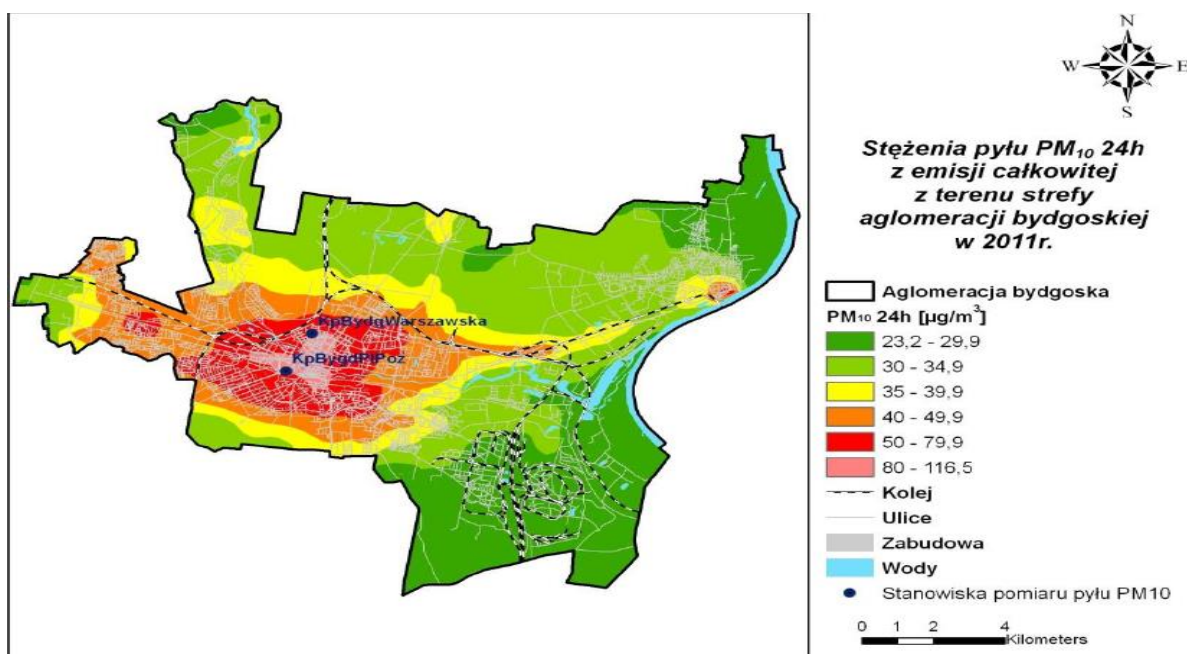 N
W E
S
Stężenia pyłu PM10 24h
z emisji całkowitej
z terenu strefy
aglomeracji bydgoskiej
w 2011r.
Aglomeracja bydgoska
PM10 24h [µg/m³]
23,2 - 29,9
30 - 34,9
35 - 39,9
40 - 49,9
50 - 79,9
80 - 116,5
Kolej
Ulice
Zabudowa
Wody
Stanowiska pomiaru pyłu PM10
0 1 2 4
Kilometers
KpBydgWarszawska
KpBygdPlPoz